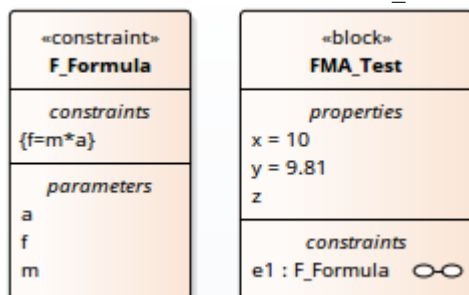 «constraint»
F_Formula
constraints
{f=m*a}
parameters
a
f
m
«block»
FMA_Test
properties
x = 10
y = 9.81
z
constraints
e1 : F_Formula